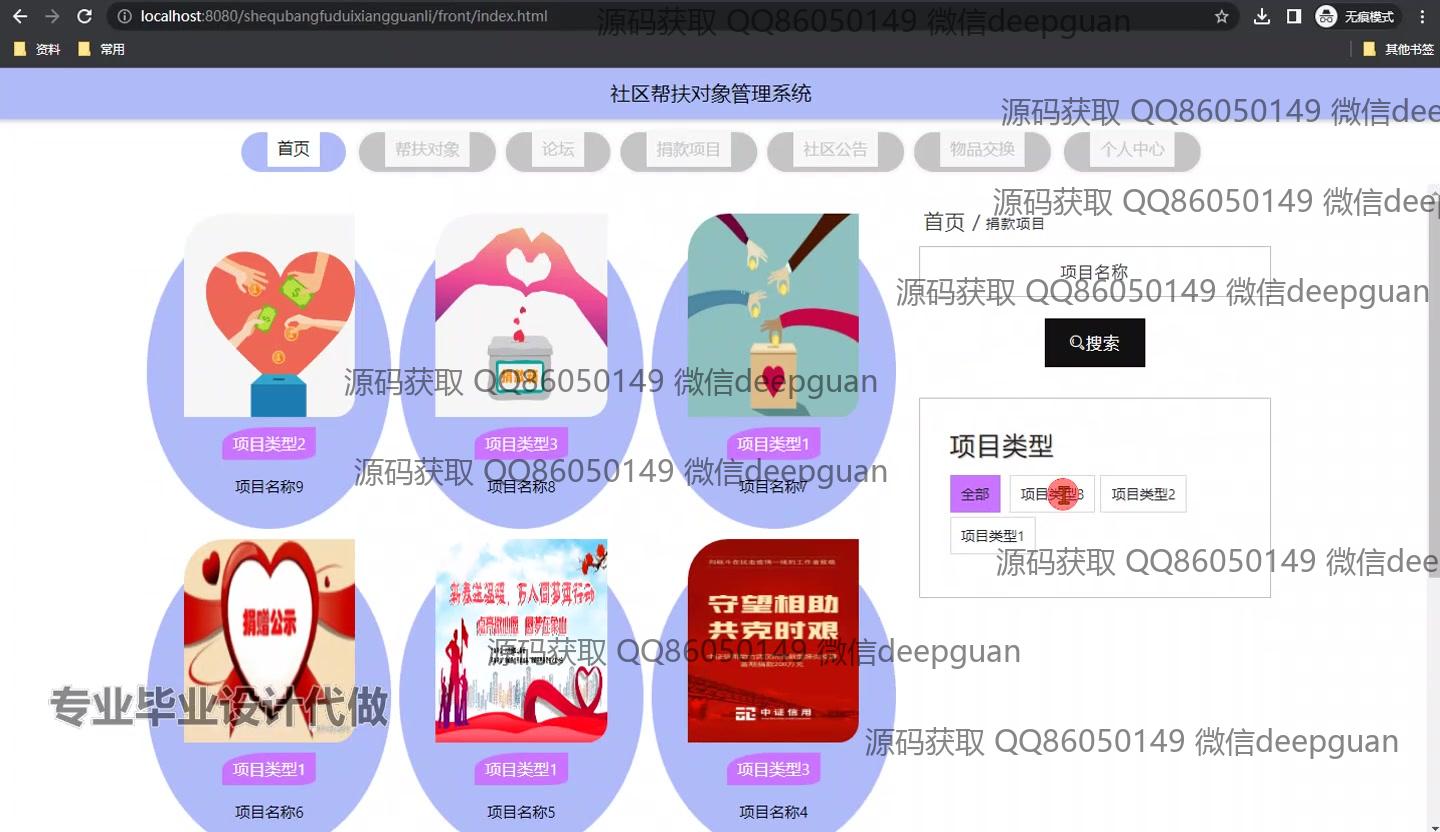 localhost:8080/shequbangfuduixiangguanli/front/index.html
无痕模式
资料
常用
其他书签
源码获取 QQ86050149 微信deepguan
社区帮扶对象管理系统
源码获取 QQ86050149 微信dee
首页
帮扶对象
论坛
捐款项目
社区公告
物品交换
个人中心
源码获取 QQ86050149 微信deep
首页 / 捐款项目
项目名称
源码获取 QQ86050149 微信deepguan
搜索
源码获取 QQ86050149 微信deepguan
项目类型2
项目类型3
项目类型1
项目类型
源码获取 QQ86050149 微信deepguan
项目名称9
项目名称8
项目名称7
全部
项目类型3
项目类型2
项目类型1
源码获取 QQ86050149 微信dee
捐赠公示
新春送温暖，万人圆梦再行动
守望相助
共克时艰
源码获取 QQ86050149 微信deepguan
专业毕业设计代做
中证信用
源码获取 QQ86050149 微信deepguan
项目类型1
项目类型1
项目类型3
项目名称6
项目名称5
项目名称4